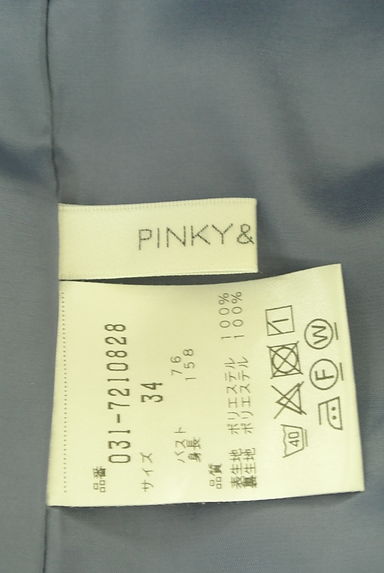 PINKY&
品番
031-7210828
サイズ 34
バスト 76
身長 158
品質
表生地 ポリエステル 100%
裏生地 ポリエステル 100%
40
F W